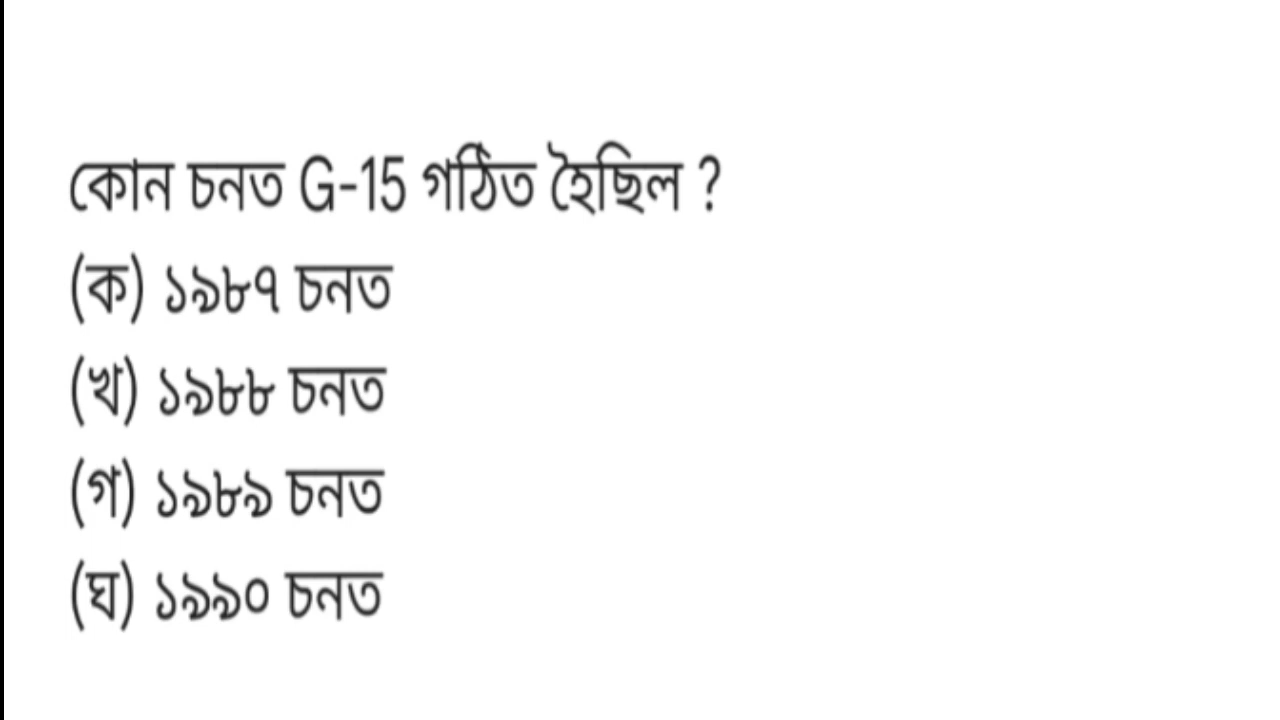 কোন চনত G-15 গঠিত হৈছিল ?
(ক) ১৯৮৭ চনত
(খ) ১৯৮৮ চনত
(গ) ১৯৮৯ চনত
(ঘ) ১৯৯০ চনত